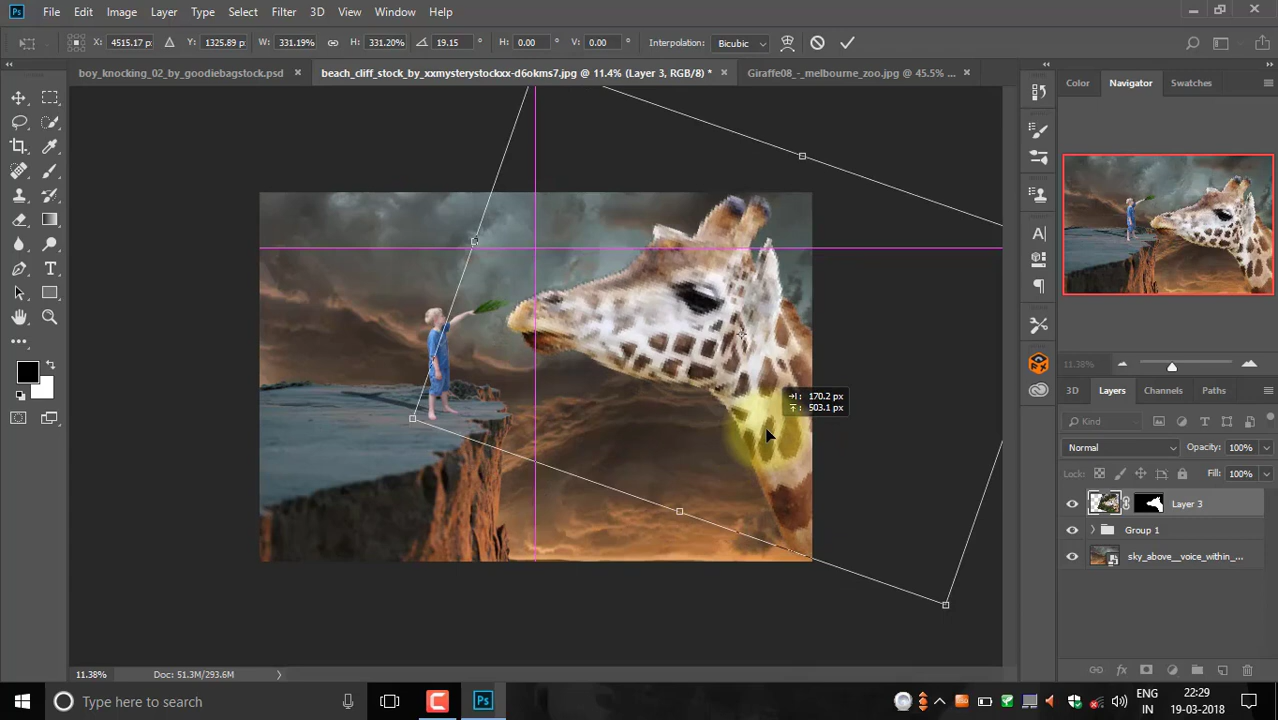 Ps File Edit Image Layer Type Select Filter 3D View Window Help
X: 4515.17 p: Y: 1325.89 p: W: 331.19% H: 331.20% 19.15 ° H: 0.00 ° V: 0.00 ° Interpolation: Bicubic
boy_knocking_02_by_goodiebagstock.psd × beach_cliff_stock_by_xxmysterystockxx-d6okms7.jpg @ 11.4% (Layer 3, RGB/8) * × Giraffe08_-_melbourne_zoo.jpg @ 45.5% ... ×
Color Navigator Swatches
11.38%
3D Layers Channels Paths
Kind
Normal Opacity: 100%
Lock: Fill: 100%
Layer 3
Group 1
sky_above__voice_within_...
170.2 px
503.1 px
11.38% Doc: 51.3M/293.6M
Type here to search
Ps
ENG
IN
22:29
19-03-2018